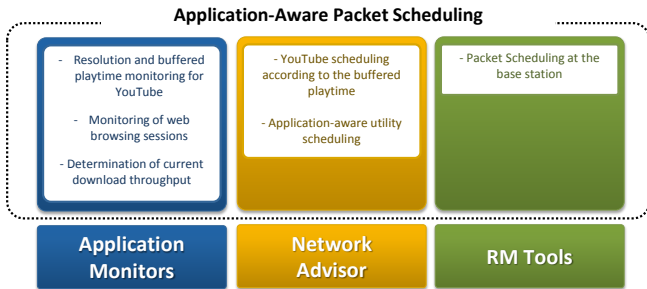 Application-Aware Packet Scheduling
- Resolution and buffered
playtime monitoring for
YouTube
- Monitoring of web
browsing sessions
- Determination of current
download throughput
- YouTube scheduling
according to the buffered
playtime
- Application-aware utility
scheduling
- Packet Scheduling at the
base station
Application
Monitors
Network
Advisor
RM Tools